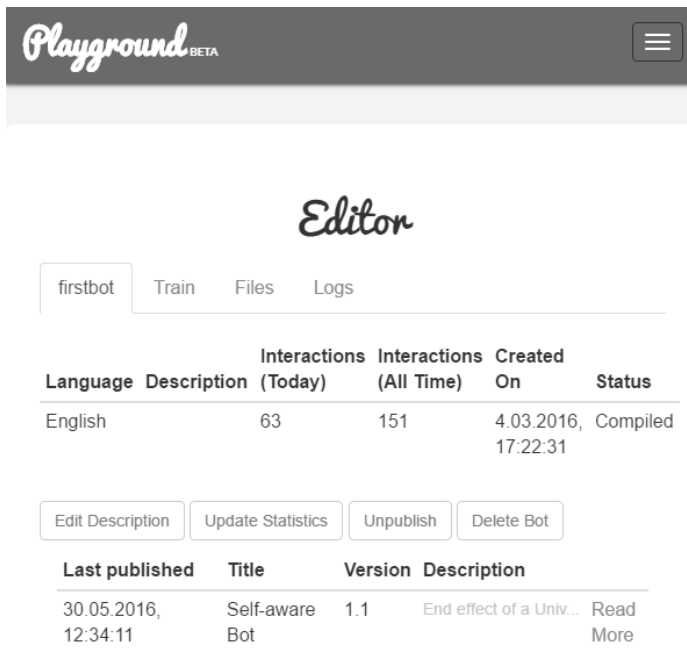 Playground BETA
Editor
firstbot Train Files Logs
Interactions Interactions Created
Language Description (Today) (All Time) On Status
English 63 151 4.03.2016, Compiled
17:22:31
Edit Description Update Statistics Unpublish Delete Bot
Last published Title Version Description
30.05.2016, Self-aware 1.1 End effect of a Univ... Read
12:34:11 Bot More